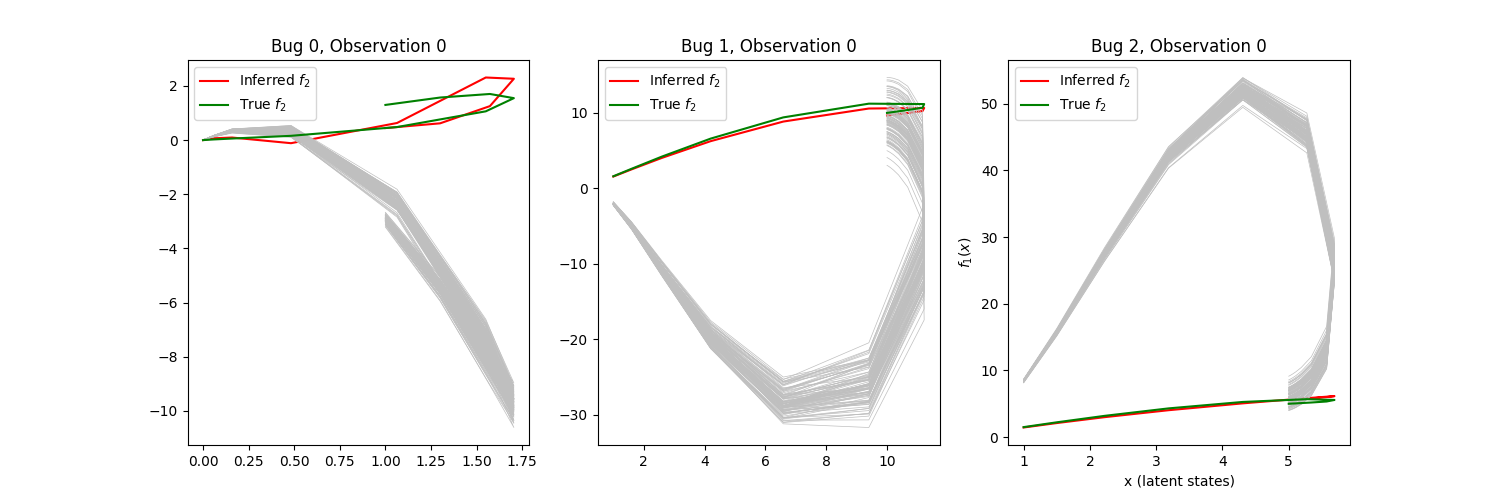 Bug 0, Observation 0
Inferred f₂
True f₂
2
0
−2
−4
−6
−8
−10
0.00 0.25 0.50 0.75 1.00 1.25 1.50 1.75
Bug 1, Observation 0
Inferred f₂
True f₂
10
0
−10
−20
−30
2 4 6 8 10
Bug 2, Observation 0
Inferred f₂
True f₂
f₁(x)
50
40
30
20
10
0
1 2 3 4 5
x (latent states)